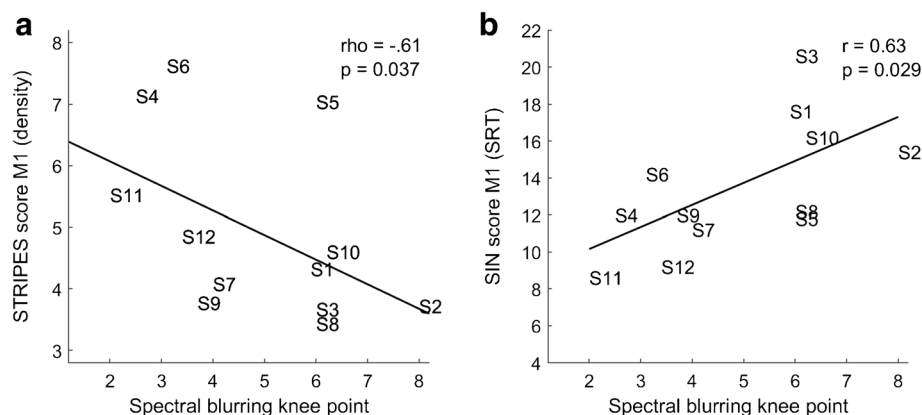 a
rho = -.61
p = 0.037
STRIPES score M1 (density)
8
7
6
5
4
3
S6
S4
S5
S11
S12
S10
S1
S7
S9
S3
S2
S8
2 3 4 5 6 7 8
Spectral blurring knee point
b
r = 0.63
p = 0.029
SIN score M1 (SRT)
22
20
18
16
14
12
10
8
6
4
S3
S1
S10
S2
S6
S4
S9
S8
S5
S7
S12
S11
2 3 4 5 6 7 8
Spectral blurring knee point